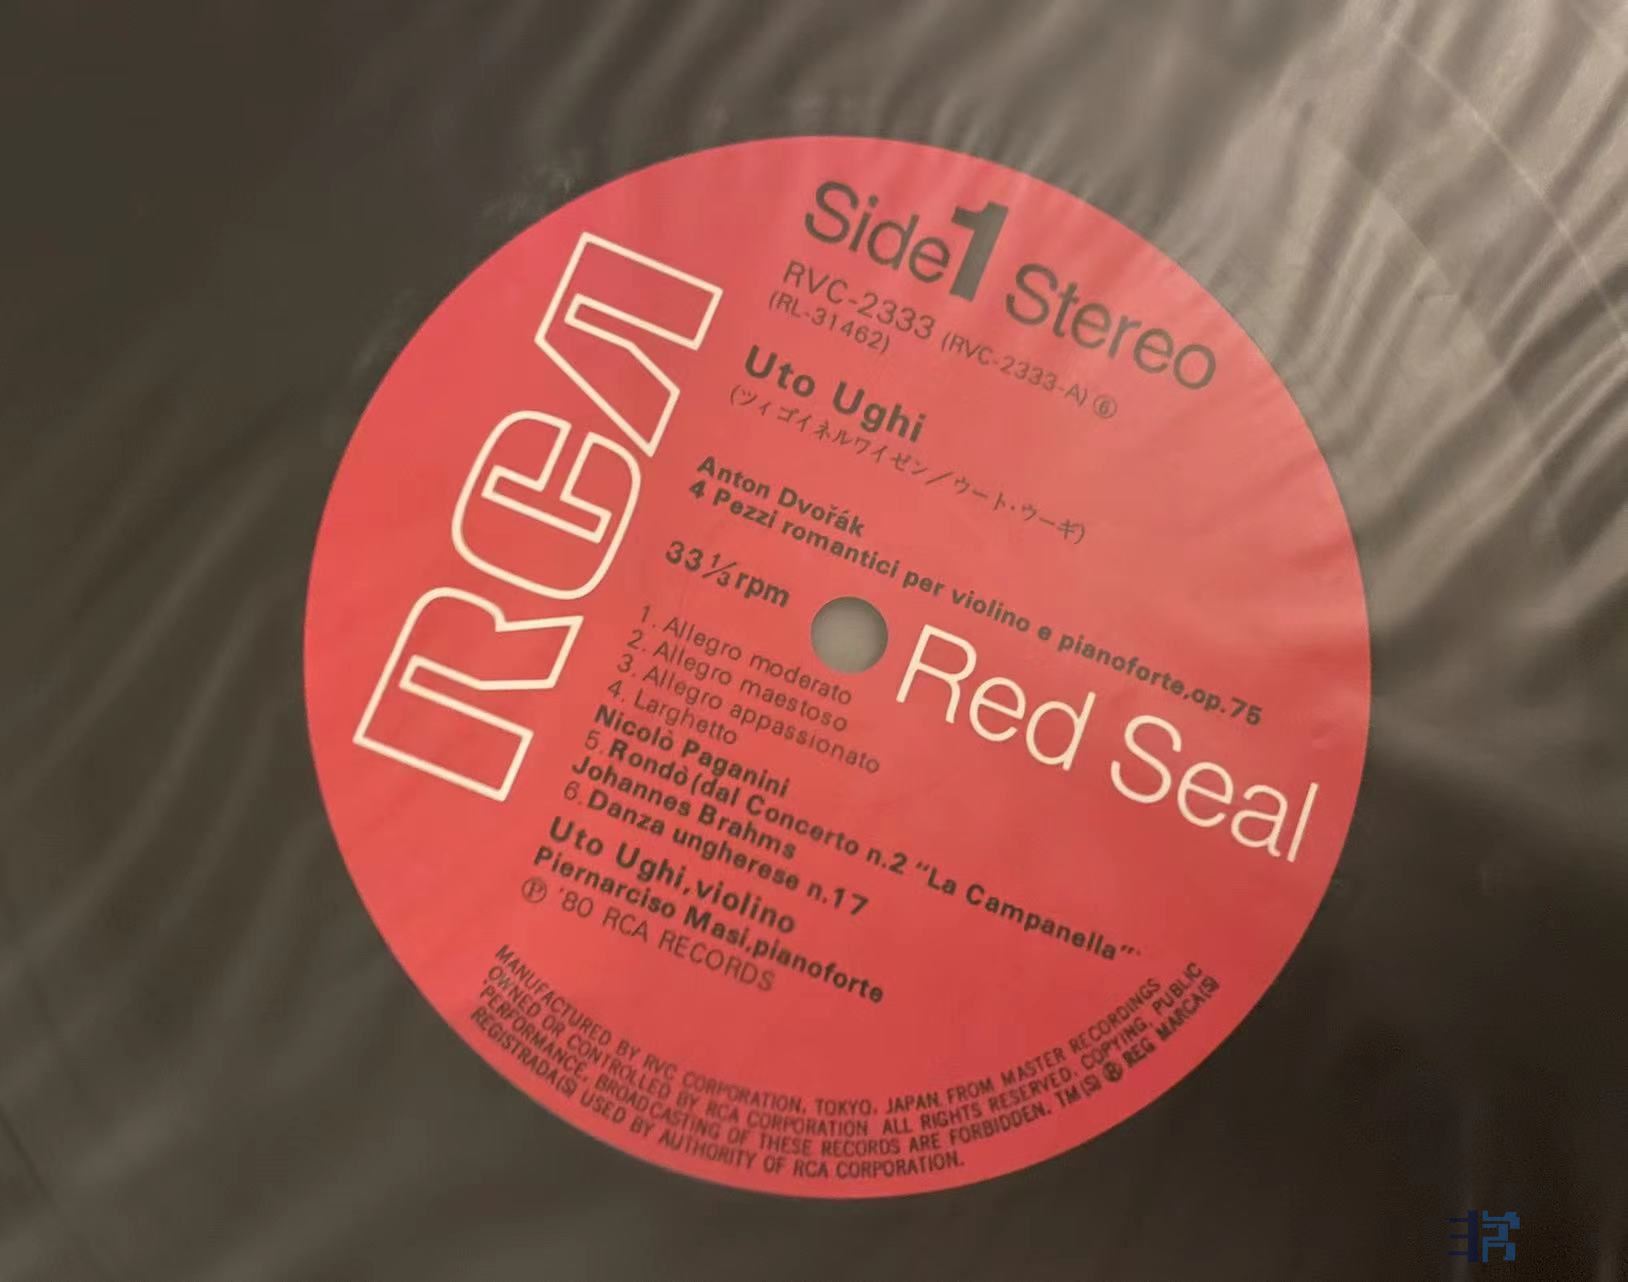 RCA
Side 1 Stereo
RVC-2333 (RVC-2333-A) ⑥
(RL-31462)
Uto Ughi
(ツィゴイネルワイゼン／ウート・ウーギ)
Anton Dvořák
4 Pezzi romantici per violino e pianoforte,op.75
33 1/3 rpm
Red Seal
1. Allegro moderato
2. Allegro maestoso
3. Allegro appassionato
4. Larghetto
Nicolò Paganini
5. Rondò(dal Concerto n.2 “La Campanella”
Johannes Brahms
6. Danza ungherese n.17
Uto Ughi,violino
Piernarciso Masi,pianoforte
Ⓟ '80 RCA RECORDS
MANUFACTURED BY RVC CORPORATION, TOKYO, JAPAN, FROM MASTER RECORDINGS
OWNED OR CONTROLLED BY RCA CORPORATION. ALL RIGHTS RESERVED. COPYING, PUBLIC
PERFORMANCE, BROADCASTING OF THESE RECORDS ARE FORBIDDEN. TM(S) ® REG MARCA(S)
REGISTRADA(S) USED BY AUTHORITY OF RCA CORPORATION.